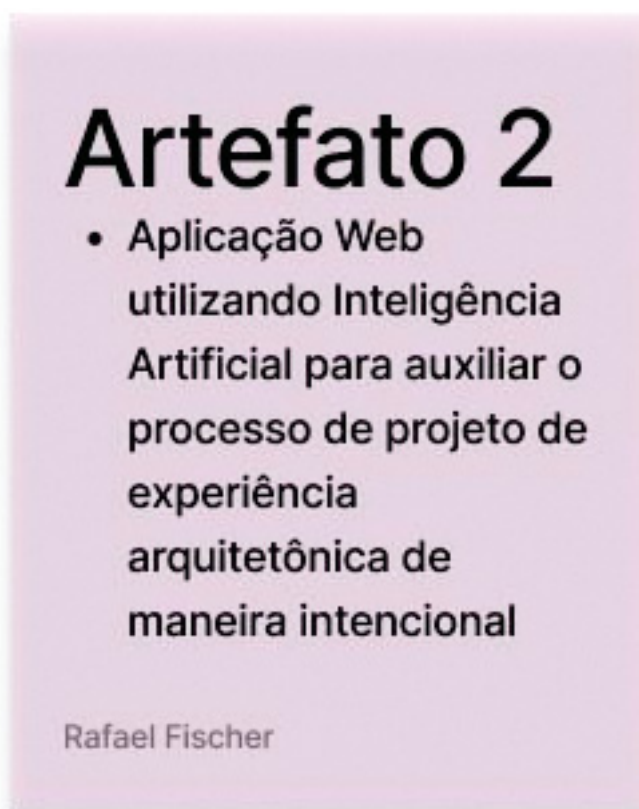 Artefato 2
• Aplicação Web
utilizando Inteligência
Artificial para auxiliar o
processo de projeto de
experiência
arquitetônica de
maneira intencional
Rafael Fischer